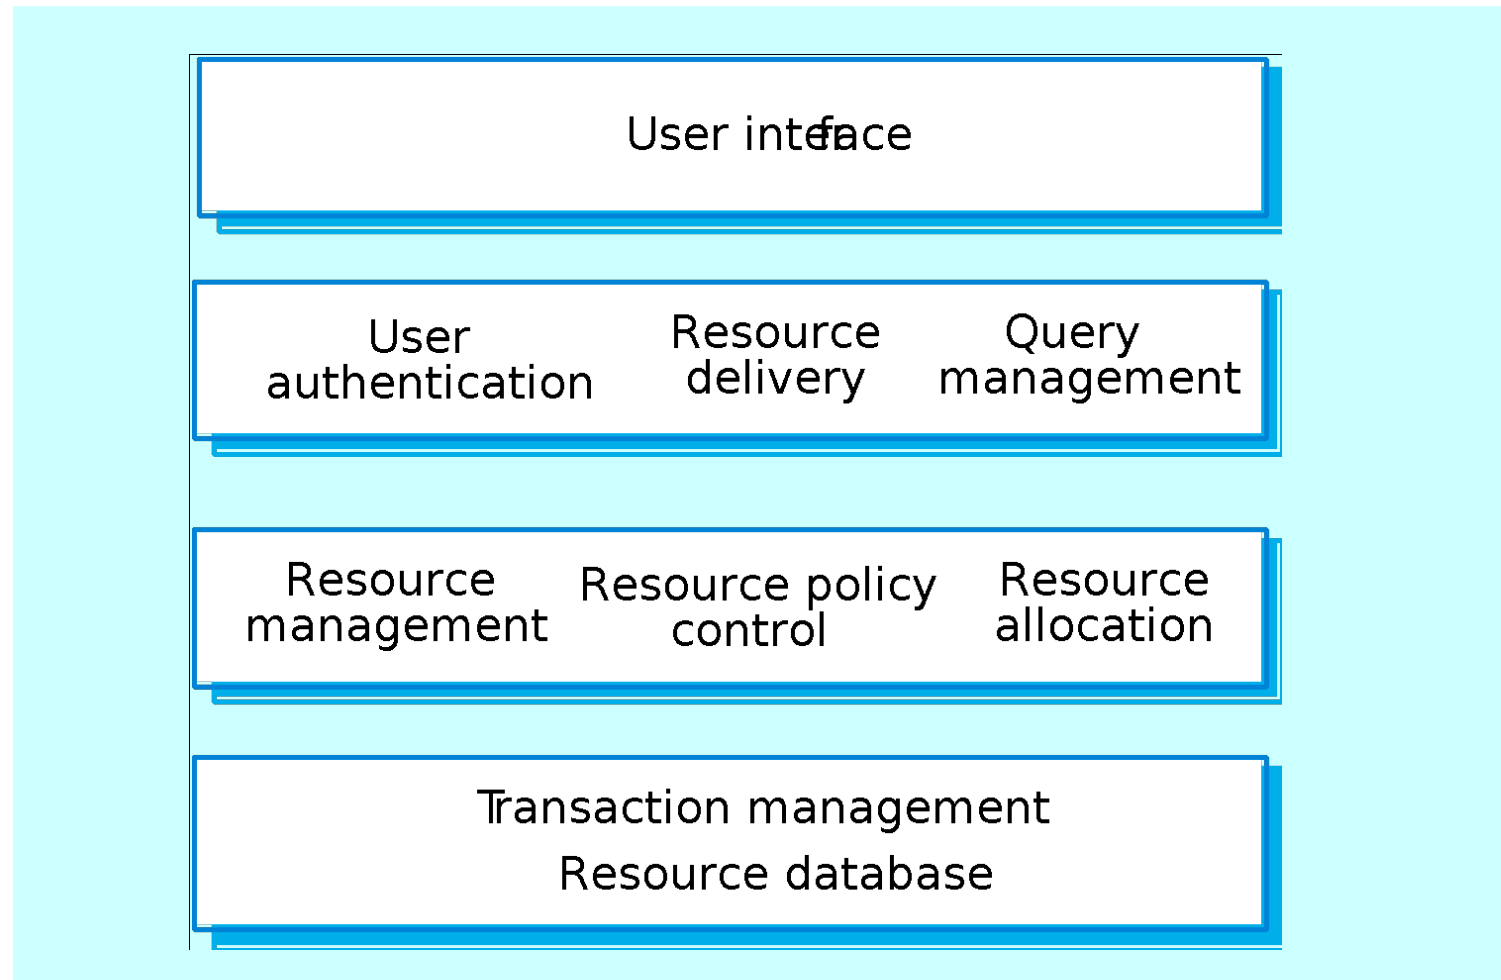 User interface
User
authentication
Resource
delivery
Query
management
Resource
management
Resource policy
control
Resource
allocation
Transaction management
Resource database